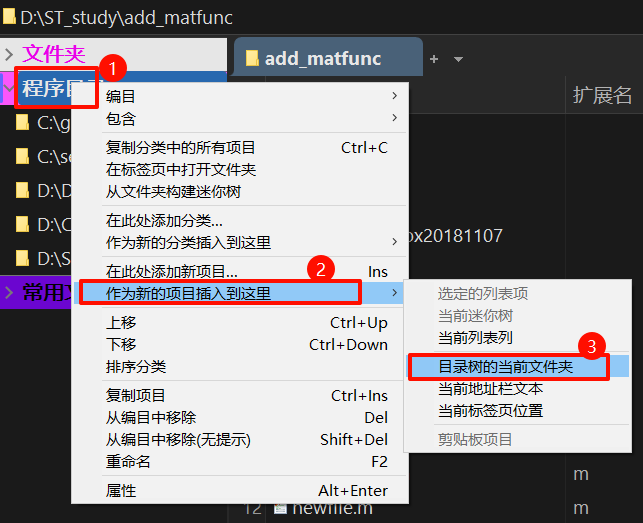 D:\ST_study\add_matfunc
文件夹
1
add_matfunc
程序目
扩展名
编目
包含
C:\g
复制分类中的所有项目 Ctrl+C
C:\se
在标签页中打开文件夹
从文件夹构建迷你树
D:\D
在此处添加分类...
D:\C
作为新的分类插入到这里
ox20181107
D:\S
在此处添加新项目... Ins
2
常用
作为新的项目插入到这里
选定的列表项
当前迷你树
当前列表列
3
目录树的当前文件夹
当前地址栏文本
当前标签页位置
剪贴板项目
上移 Ctrl+Up
下移 Ctrl+Down
排序分类
复制项目 Ctrl+Ins
从编目中移除 Del
从编目中移除(无提示) Shift+Del
重命名 F2
属性 Alt+Enter
m
12 newfile.m m